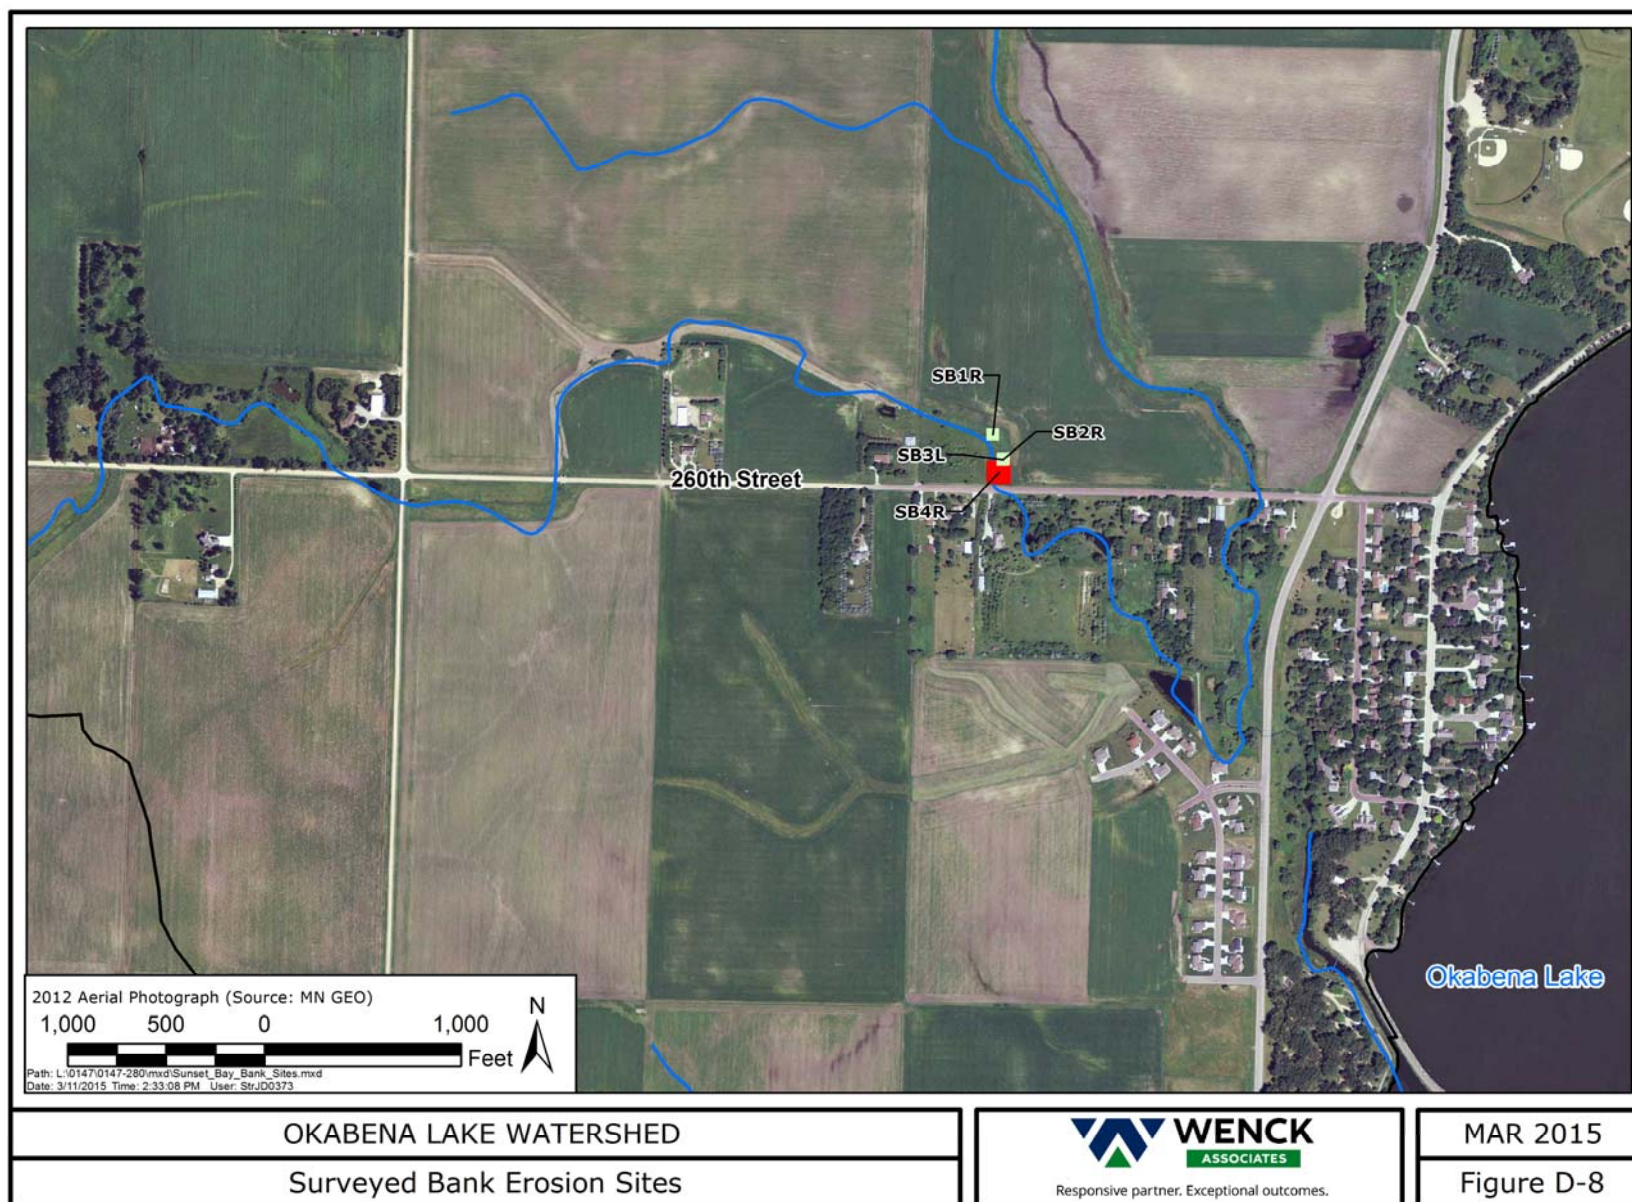 SB1R
SB2R
SB3L
260th Street
SB4R
Okabena Lake
2012 Aerial Photograph (Source: MN GEO)
N
1,000 500 0 1,000
Feet
Path: L:\0147\0147-280\mxd\Sunset_Bay_Bank_Sites.mxd
Date: 3/11/2015 Time: 2:33:08 PM User: StrJD0373
OKABENA LAKE WATERSHED
Surveyed Bank Erosion Sites
WENCK
ASSOCIATES
Responsive partner. Exceptional outcomes.
MAR 2015
Figure D-8